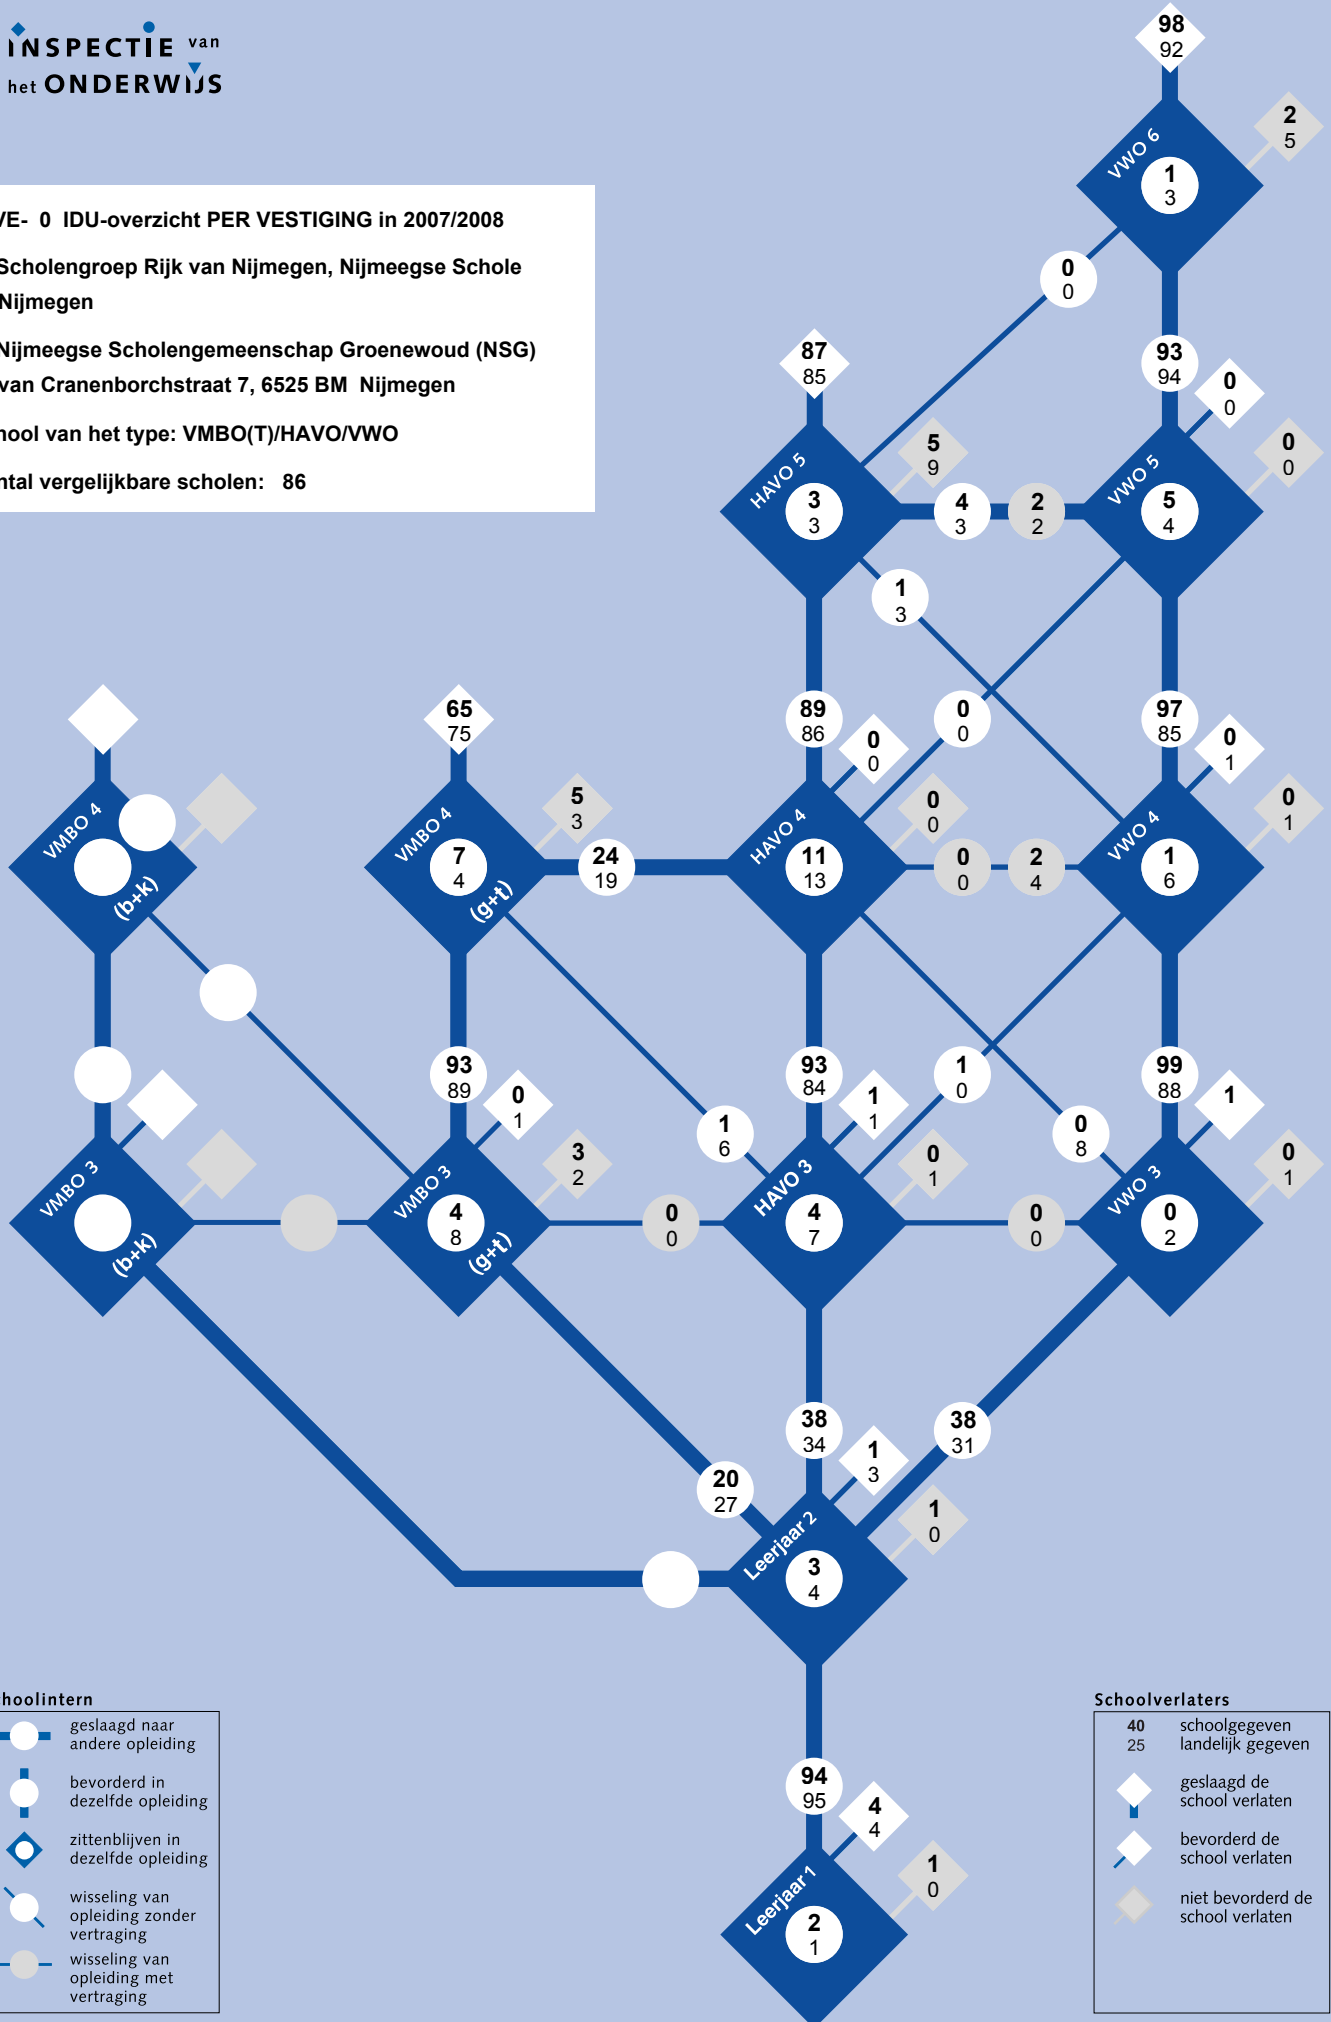 INSPECTIE van
het ONDERWIJS
VE- 0 IDU-overzicht PER VESTIGING in 2007/2008
Scholengroep Rijk van Nijmegen, Nijmeegse Schole
Nijmegen
Nijmeegse Scholengemeenschap Groenewoud (NSG)
van Cranenborchstraat 7, 6525 BM Nijmegen
hool van het type: VMBO(T)/HAVO/VWO
ntal vergelijkbare scholen: 86
98
92
2
5
VWO 6
1
3
0
0
87
85
93
94
0
0
5
9
0
0
HAVO 5
3
3
4
3
2
2
VWO 5
5
4
1
3
65
75
89
86
0
0
0
0
97
85
0
1
5
3
0
0
0
1
VMBO 4
(b+k)
VMBO 4
7
4
(g+t)
24
19
HAVO 4
11
13
0
0
2
4
VWO 4
1
6
93
89
0
1
93
84
1
1
1
0
99
88
1
3
2
1
6
0
1
0
8
0
1
VMBO 3
(b+k)
VMBO 3
4
8
(g+t)
0
0
HAVO 3
4
7
0
0
VWO 3
0
2
38
34
1
3
38
31
20
27
1
0
Leerjaar 2
3
4
94
95
4
4
1
0
Leerjaar 1
2
1
choolintern
geslaagd naar
andere opleiding
bevorderd in
dezelfde opleiding
zittenblijven in
dezelfde opleiding
wisseling van
opleiding zonder
vertraging
wisseling van
opleiding met
vertraging
Schoolverlaters
40 schoolgegeven
25 landelijk gegeven
geslaagd de
school verlaten
bevorderd de
school verlaten
niet bevorderd de
school verlaten